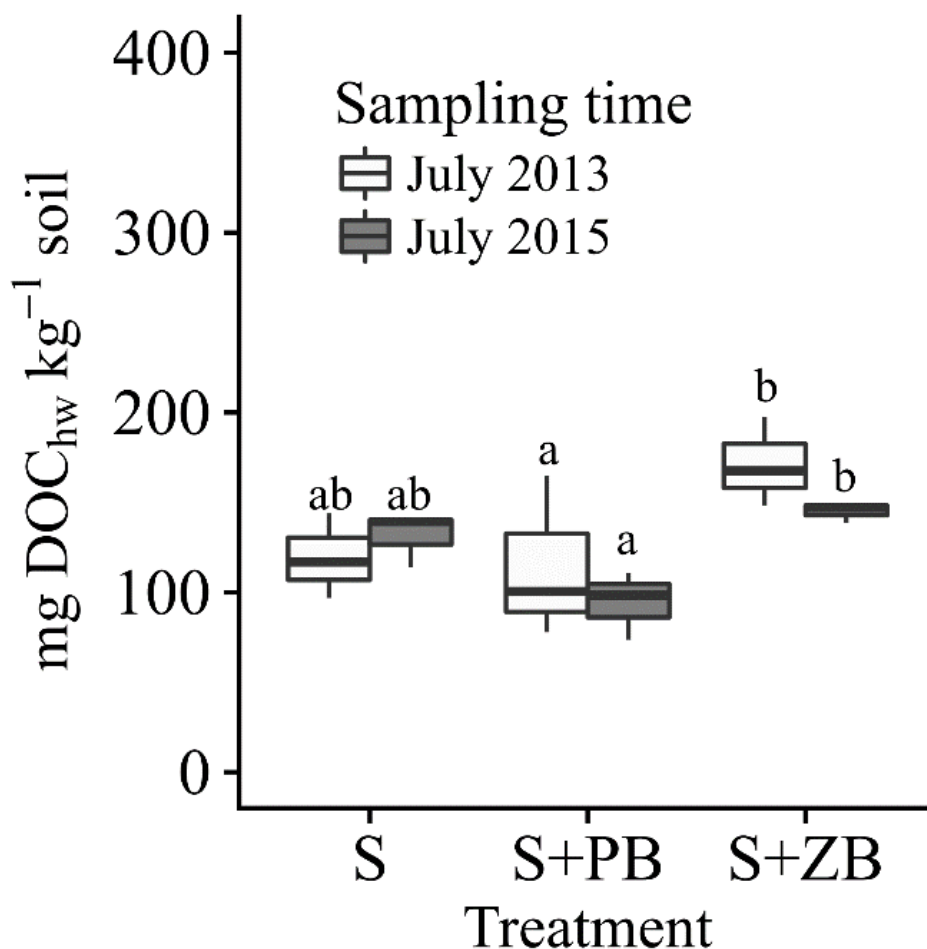 mg DOChw kg−1 soil
400
300
200
100
0
Sampling time
July 2013
July 2015
ab
ab
a
a
b
b
S
S+PB
S+ZB
Treatment